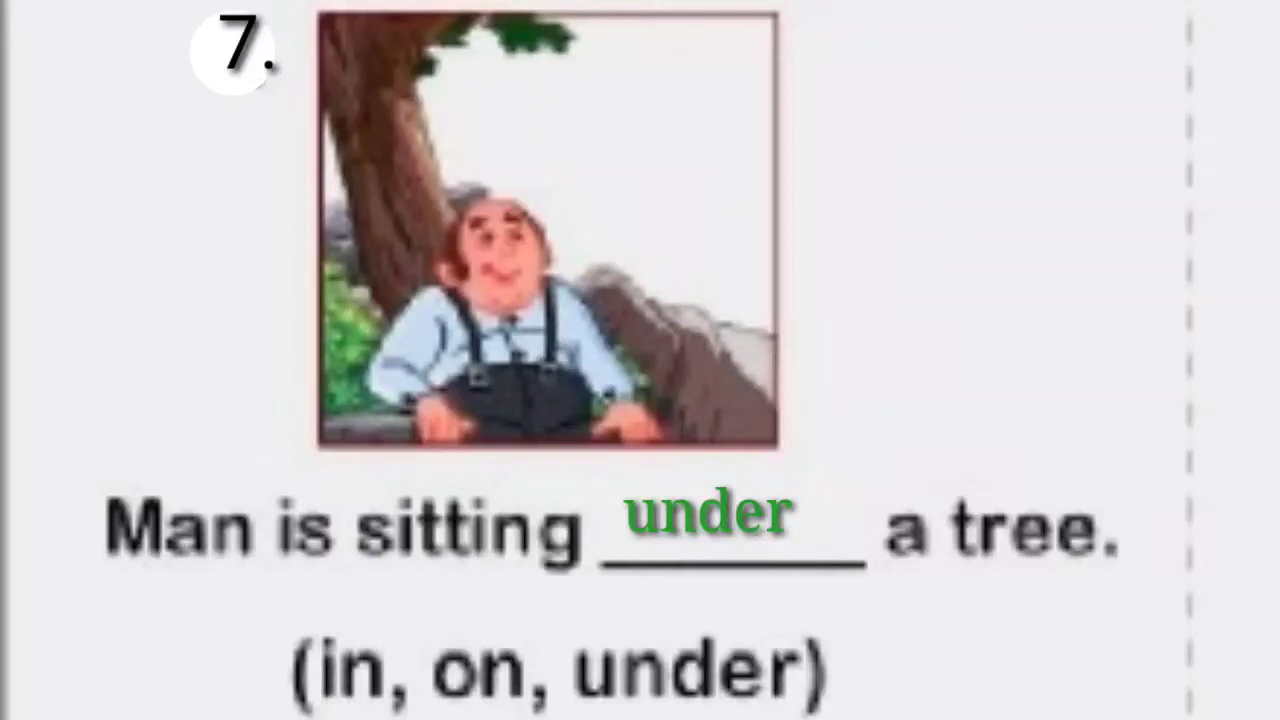 7.
Man is sitting under a tree.
(in, on, under)